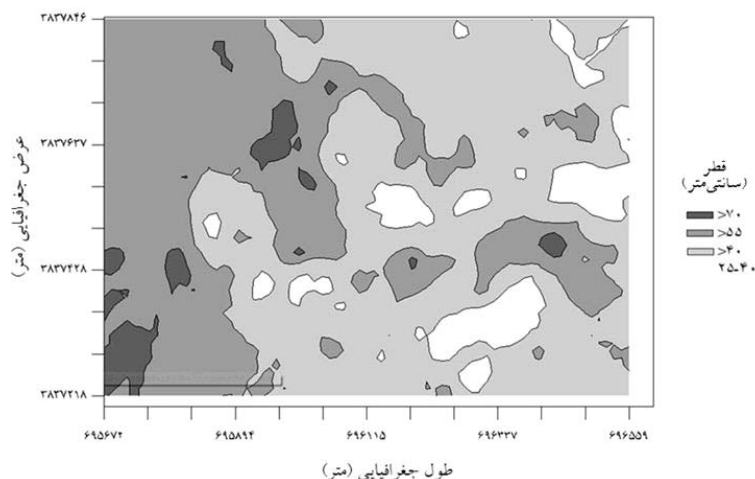 ۳۸۳۷۸۴۶
۳۸۳۷۶۳۷
۳۸۳۷۴۲۸
۳۸۳۷۲۱۸
عرض جغرافیایی (متر)
۶۹۵۶۷۲ ۶۹۵۸۹۴ ۶۹۶۱۱۵ ۶۹۶۳۳۷ ۶۹۶۵۵۹
طول جغرافیایی (متر)
قطر
(سانتی‌متر)
>۷۰
>۵۵
>۴۰
۲۵-۴۰